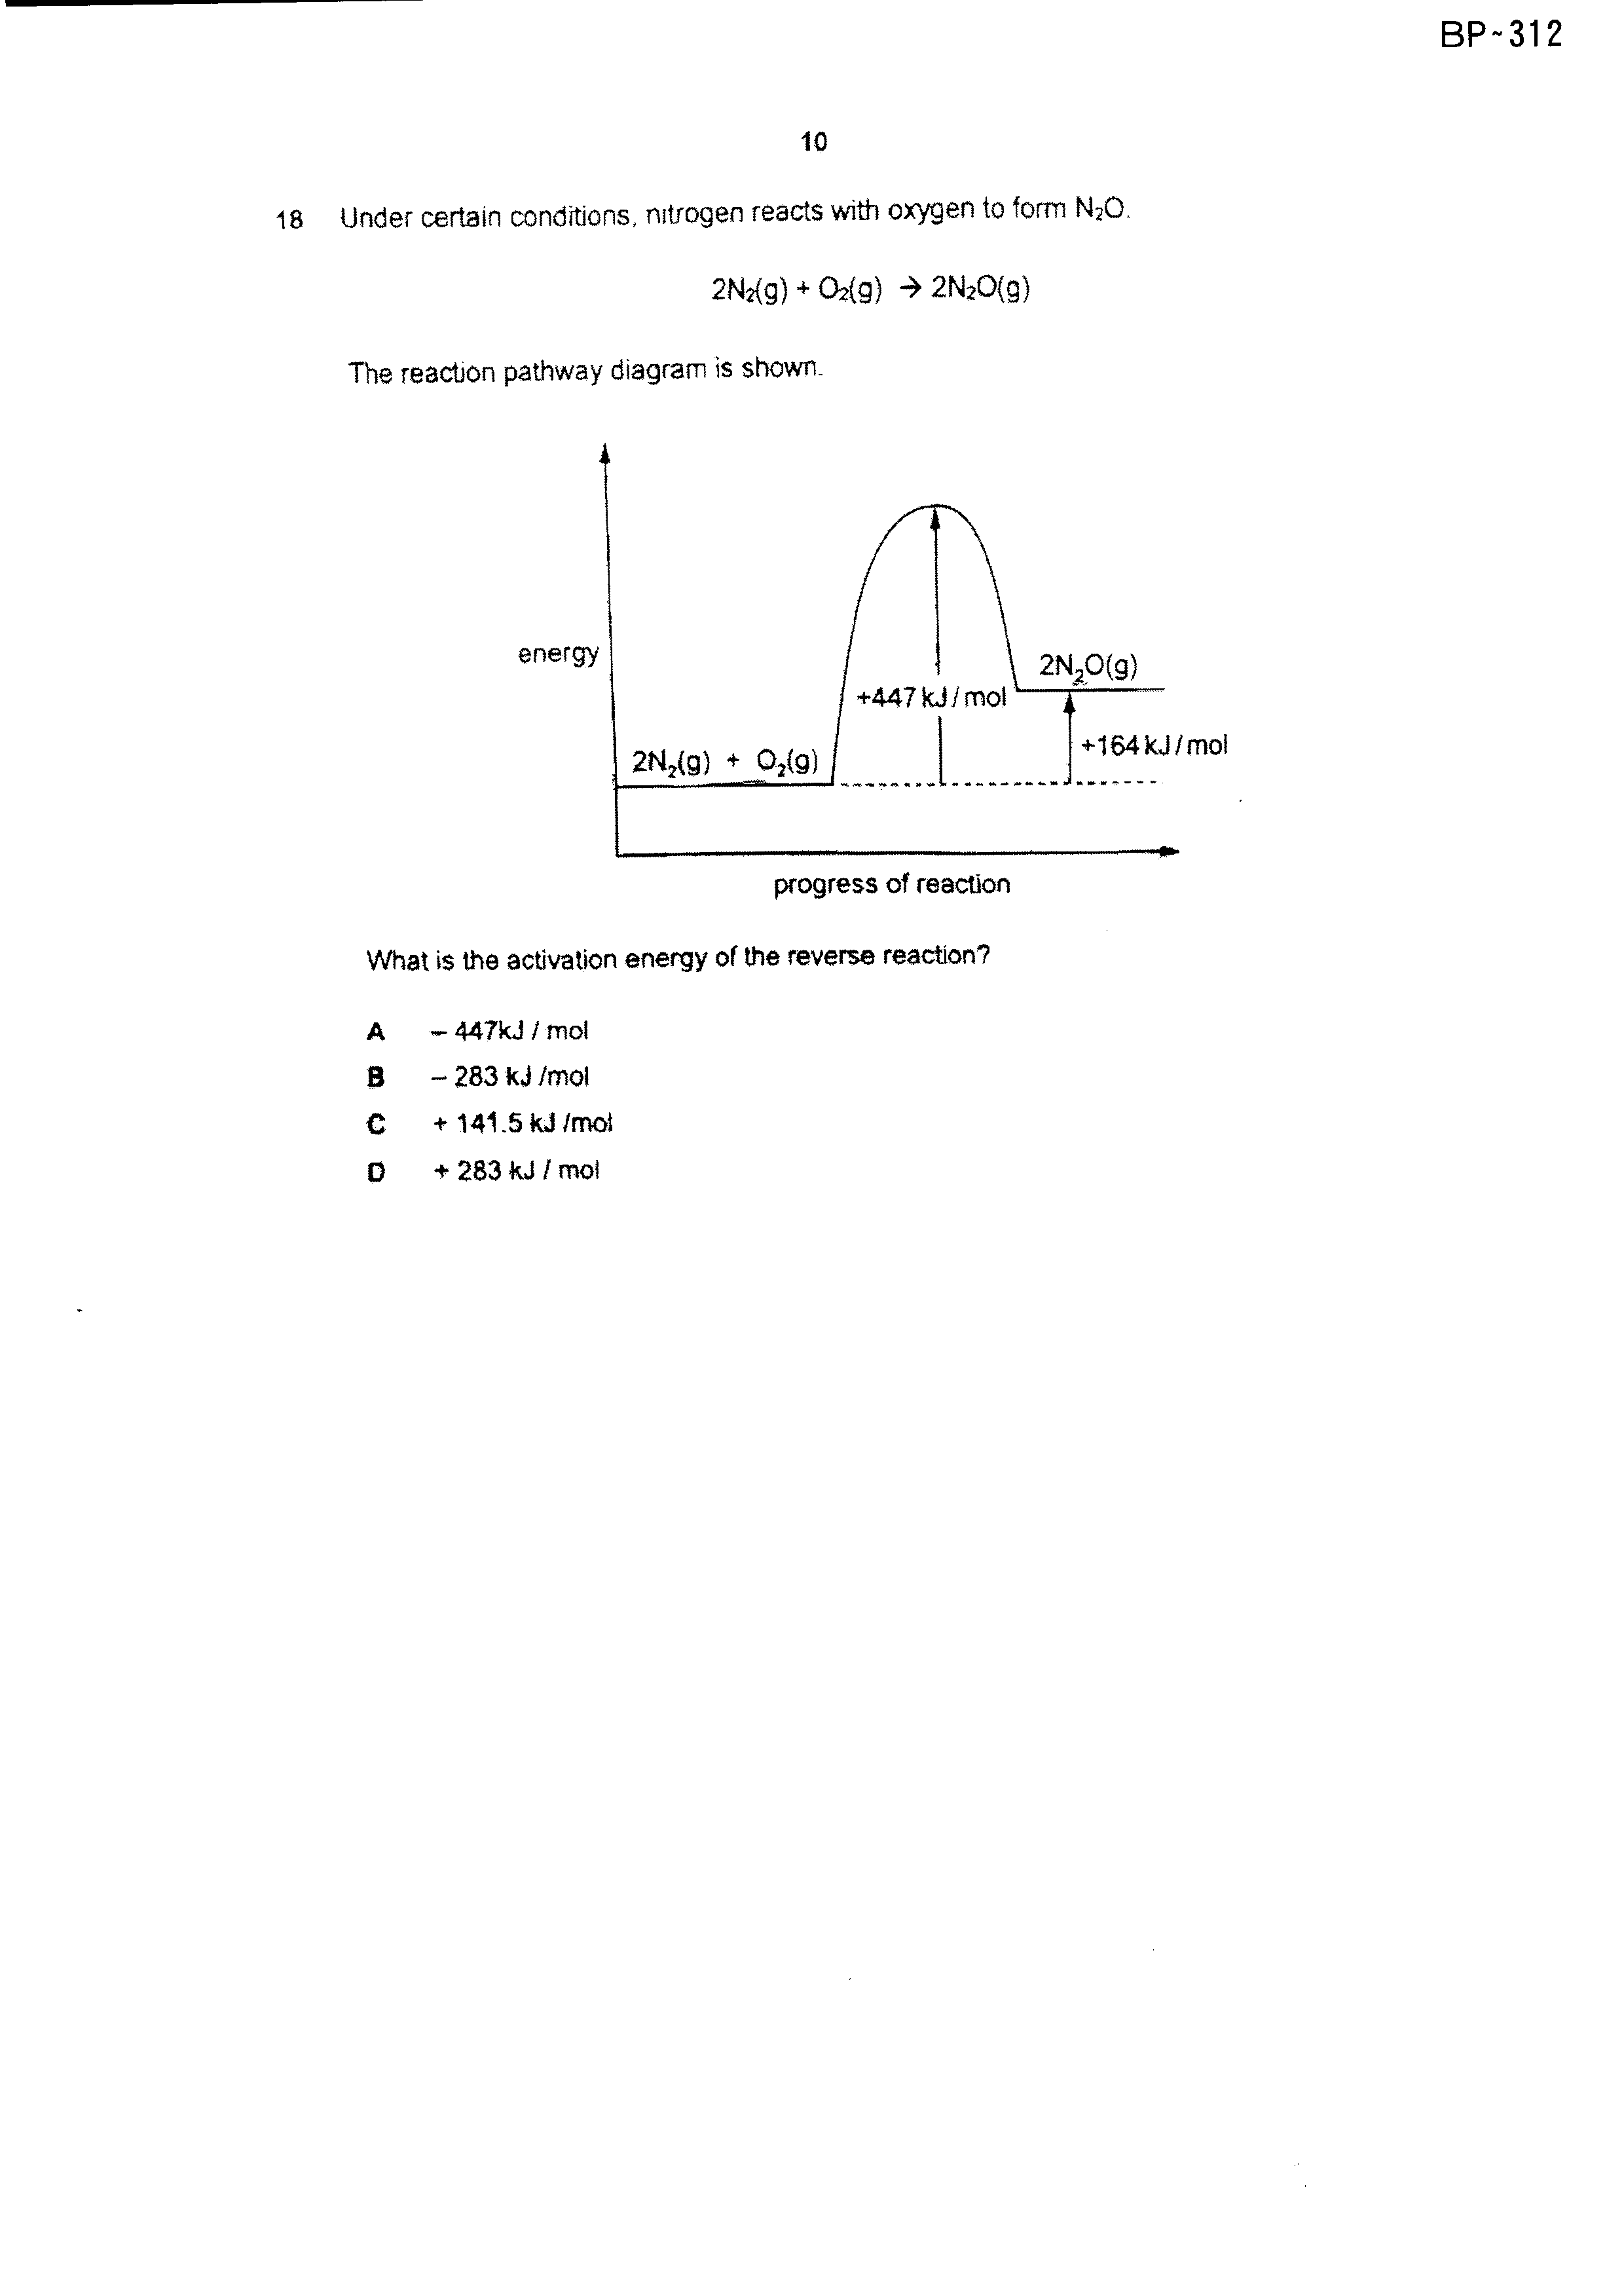 BP~312
10
18 Under certain conditions, nitrogen reacts with oxygen to form N₂O.
2N₂(g) + O₂(g) → 2N₂O(g)
The reaction pathway diagram is shown.
energy
2N₂O(g)
+447 kJ / mol
+164 kJ / mol
2N₂(g) + O₂(g)
progress of reaction
What is the activation energy of the reverse reaction?
A – 447kJ / mol
B – 283 kJ /mol
C + 141.5 kJ /mol
D + 283 kJ / mol